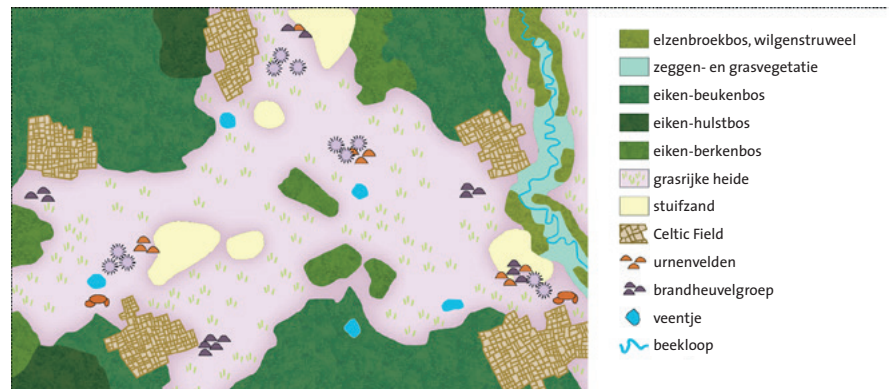 elzenbroekbos, wilgenstruweel
zeggen- en grasvegetatie
eiken-beukenbos
eiken-hulstbos
eiken-berkenbos
grasrijke heide
stuifzand
Celtic Field
urnenvelden
brandheuvelgroep
veentje
beekloop